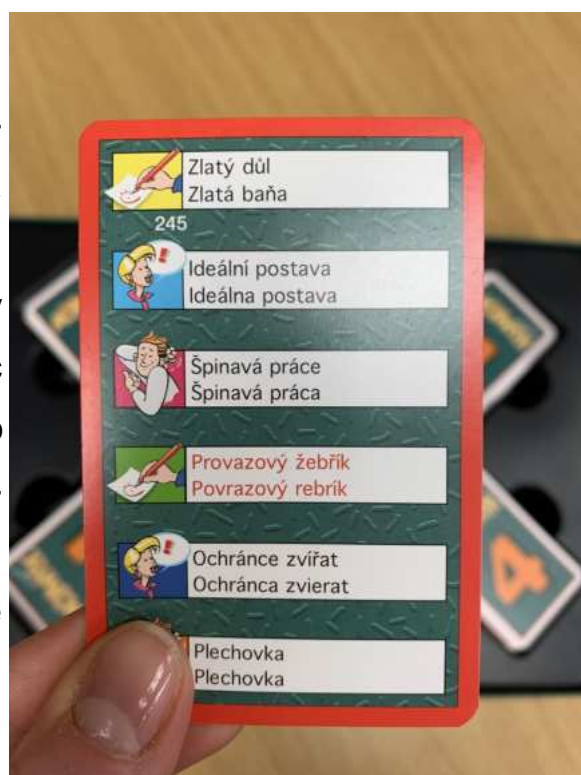 Zlatý důl
Zlatá baňa
245
Ideální postava
Ideálna postava
Špinavá práce
Špinavá práca
Provazový žebřík
Povrazový rebrík
Ochránce zvířat
Ochránca zvierat
Plechovka
Plechovka
4